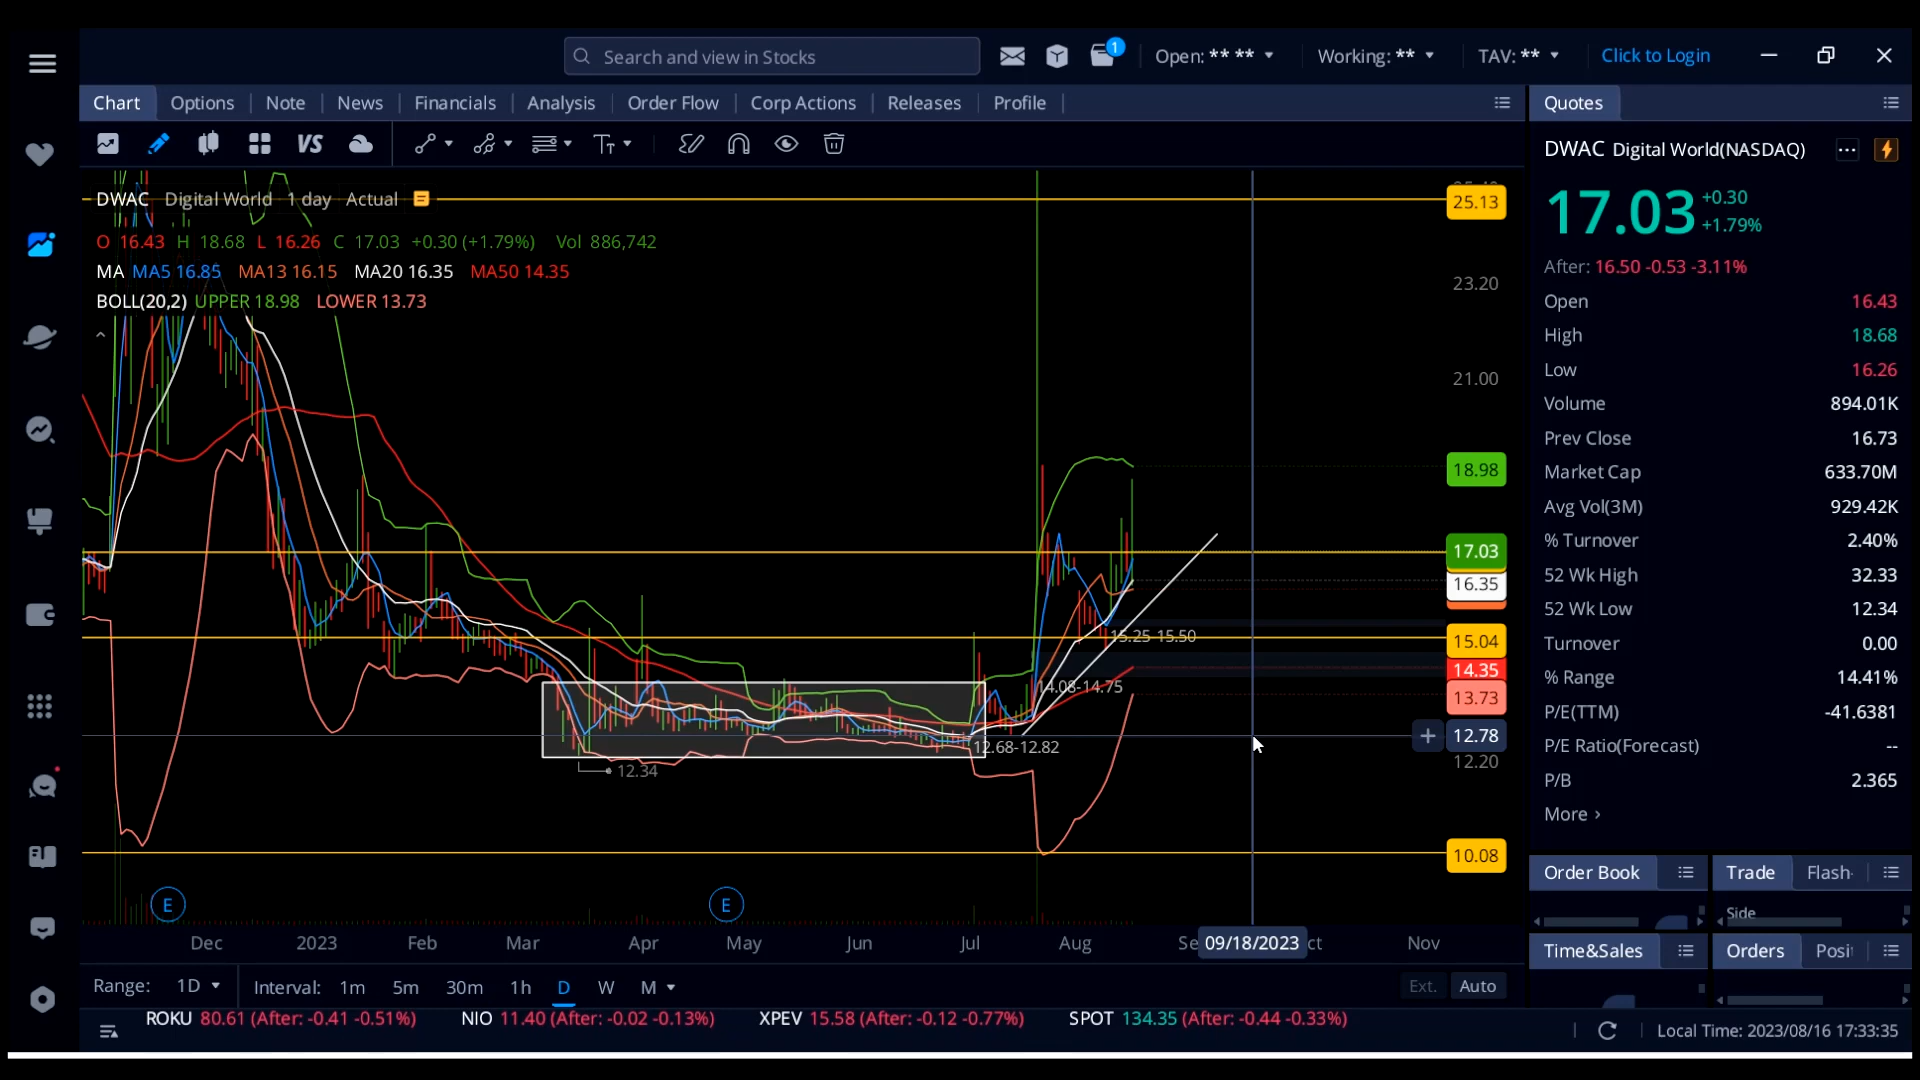 Search and view in Stocks
1
Open: ** **
Working: **
TAV: **
Click to Login
Chart Options Note News Financials Analysis Order Flow Corp Actions Releases Profile
Quotes
VS
DWAC Digital World 1 day Actual
O 16.43 H 18.68 L 16.26 C 17.03 +0.30 (+1.79%) Vol 886,742
MA MA5 16.85 MA13 16.15 MA20 16.35 MA50 14.35
BOLL(20,2) UPPER 18.98 LOWER 13.73
25.13
23.20
21.00
18.98
17.03
16.35
15.04
14.35
13.73
12.78
12.20
10.08
15.25 15.50
14.08-14.75
12.68-12.82
12.34
E
E
Dec 2023 Feb Mar Apr May Jun Jul Aug Se 09/18/2023 ct Nov
Range: 1D Interval: 1m 5m 30m 1h D W M Ext. Auto
DWAC Digital World(NASDAQ)
17.03
+0.30
+1.79%
After: 16.50 -0.53 -3.11%
Open 16.43
High 18.68
Low 16.26
Volume 894.01K
Prev Close 16.73
Market Cap 633.70M
Avg Vol(3M) 929.42K
% Turnover 2.40%
52 Wk High 32.33
52 Wk Low 12.34
Turnover 0.00
% Range 14.41%
P/E(TTM) -41.6381
P/E Ratio(Forecast) --
P/B 2.365
More
Order Book
Trade Flash
Side
Time&Sales
Orders Posi
ROKU 80.61 (After: -0.41 -0.51%) NIO 11.40 (After: -0.02 -0.13%) XPEV 15.58 (After: -0.12 -0.77%) SPOT 134.35 (After: -0.44 -0.33%)
Local Time: 2023/08/16 17:33:35